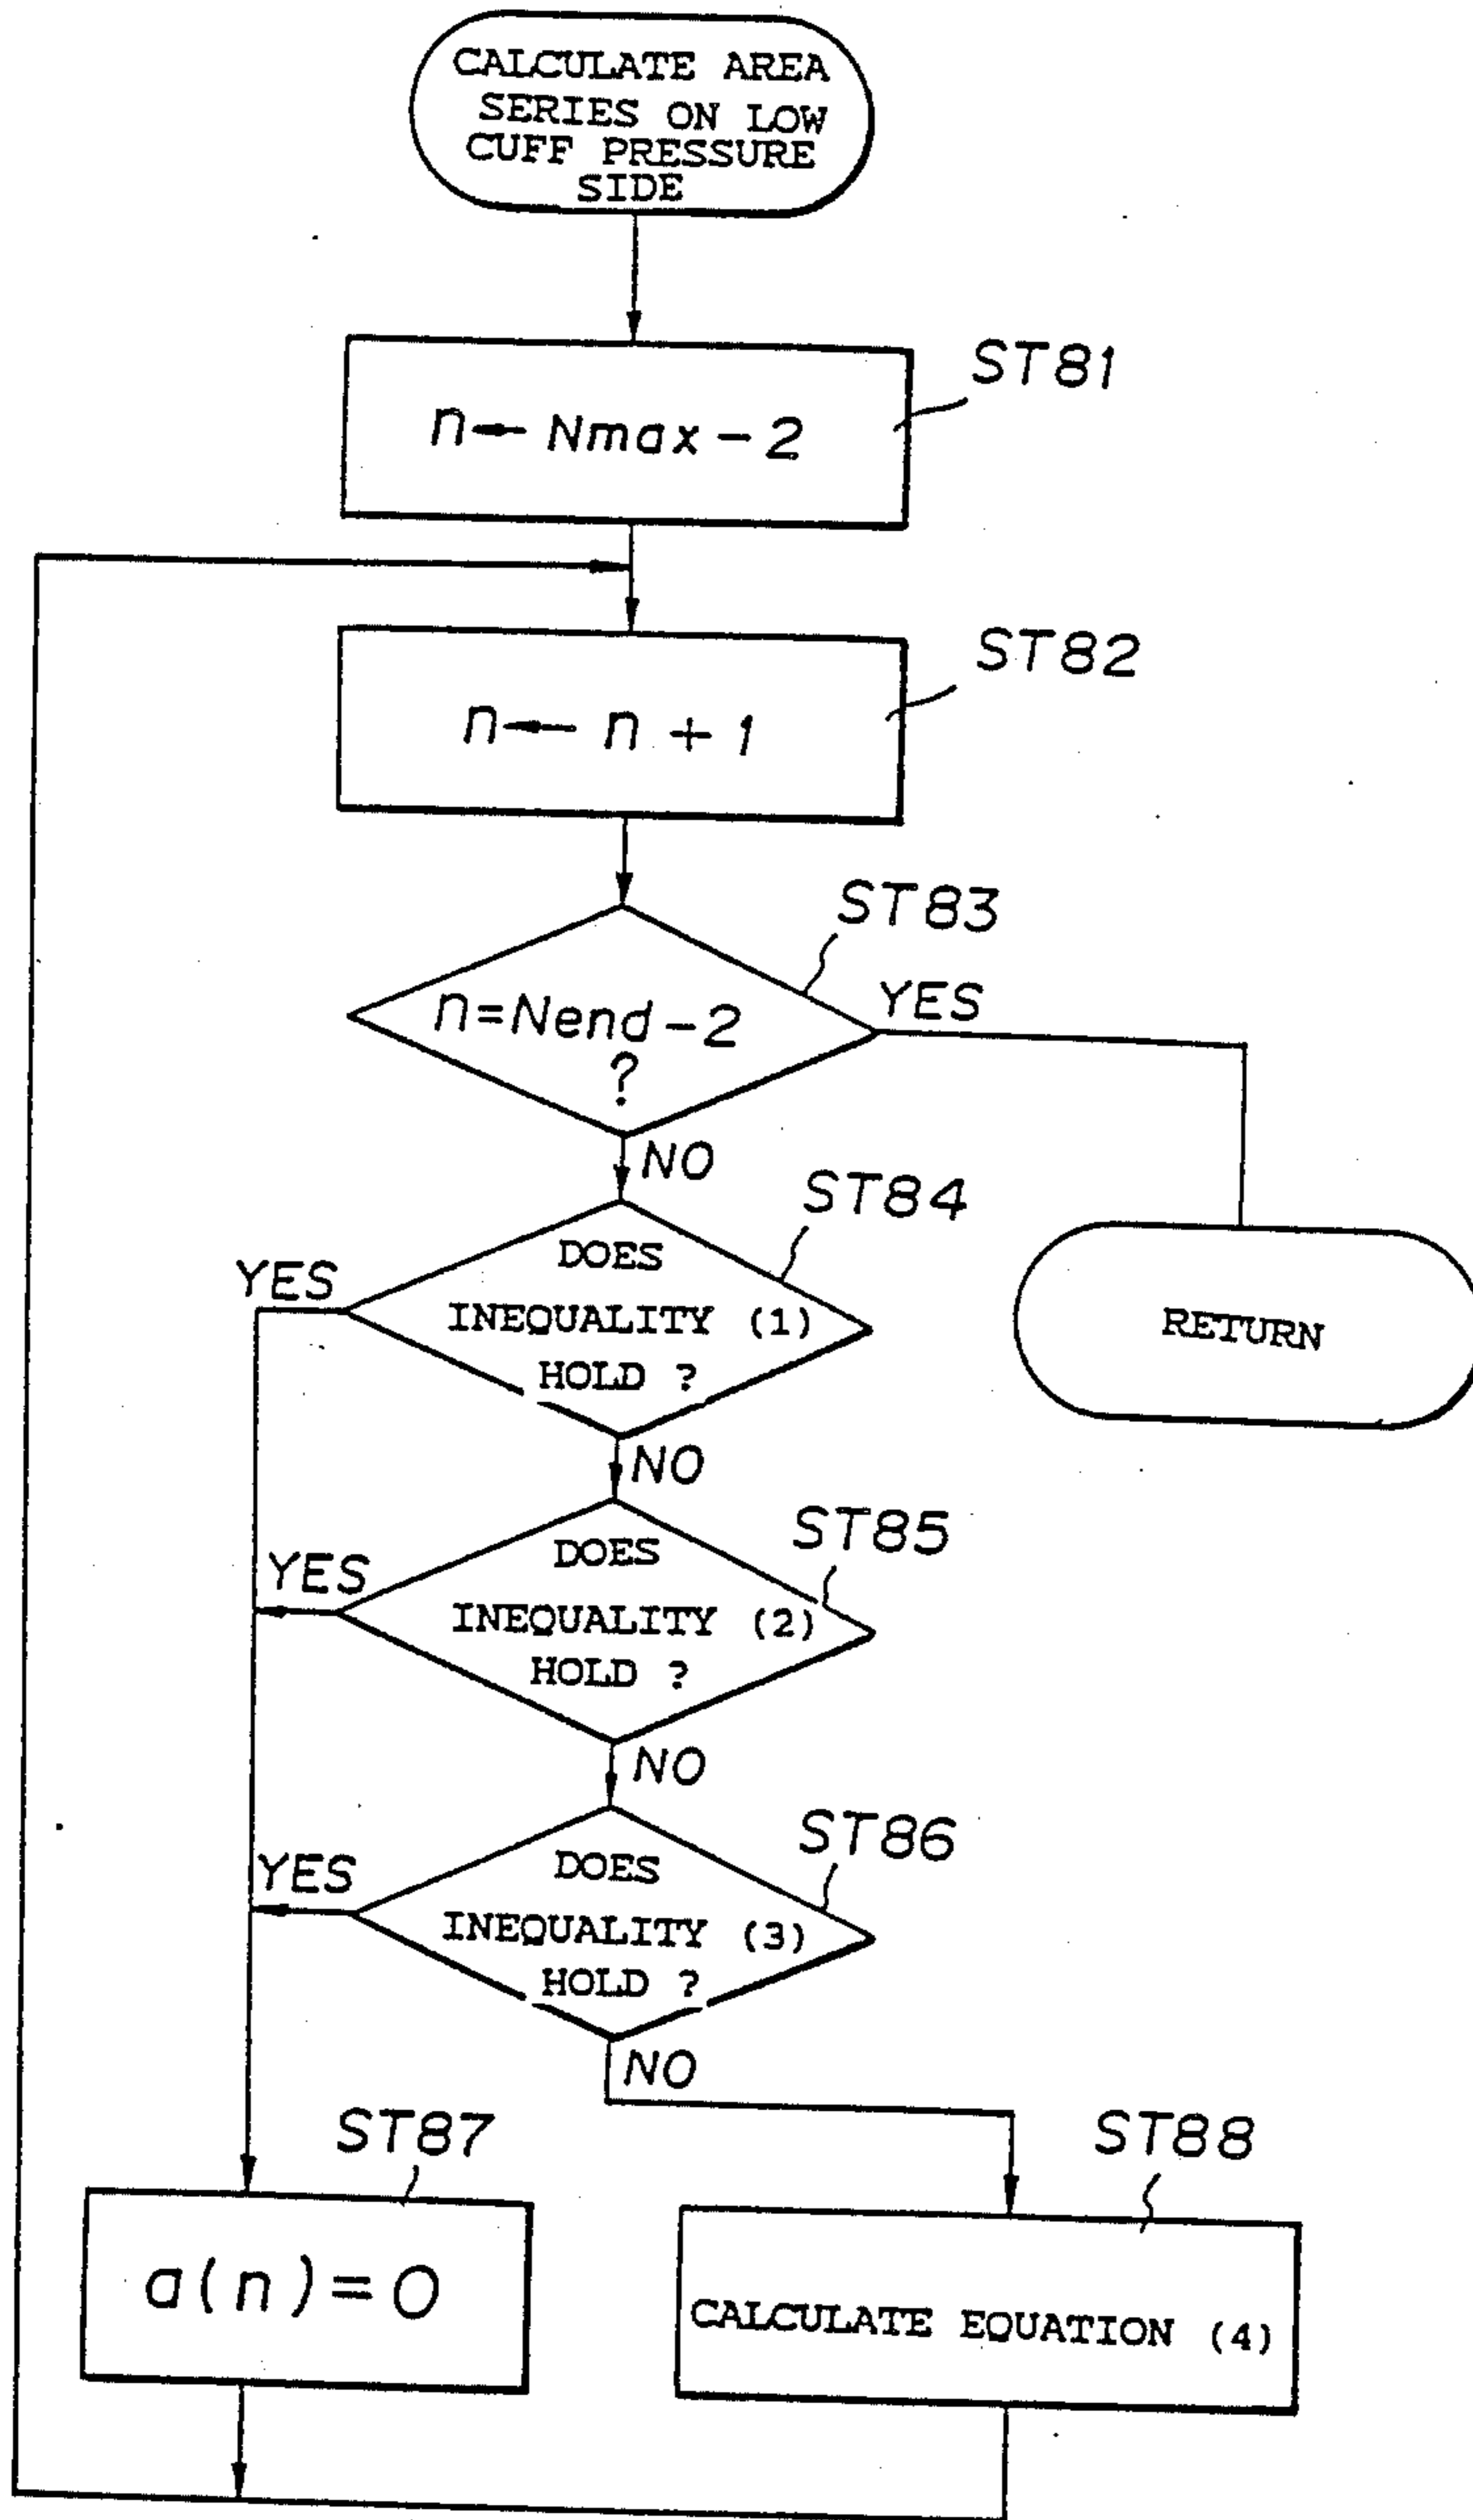 CALCULATE AREA
SERIES ON LOW
CUFF PRESSURE
SIDE
ST81
n← Nmax-2
ST82
n← n+1
ST83
n=Nend-2
?
YES
NO
ST84
DOES
INEQUALITY (1)
HOLD ?
YES
RETURN
NO
ST85
DOES
INEQUALITY (2)
HOLD ?
YES
NO
ST86
DOES
INEQUALITY (3)
HOLD ?
YES
NO
ST87
a(n)=0
ST88
CALCULATE EQUATION (4)